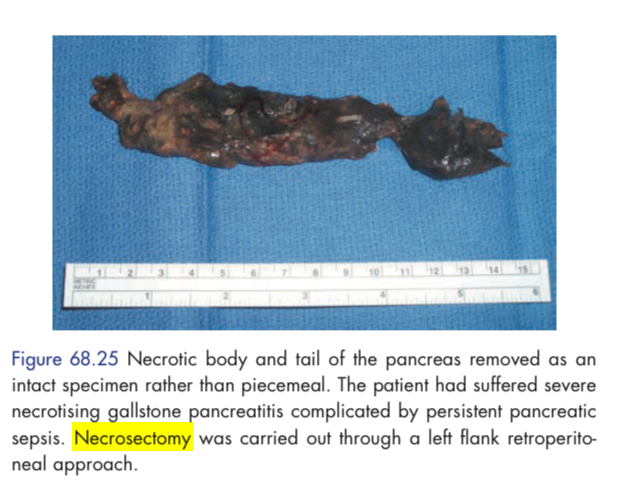 1 2 3 4 5 6 7 8 9 10 11 12 13 14 15
METRIC
INCHES
1 2 3 4 5 6
Figure 68.25 Necrotic body and tail of the pancreas removed as an
intact specimen rather than piecemeal. The patient had suffered severe
necrotising gallstone pancreatitis complicated by persistent pancreatic
sepsis. Necrosectomy was carried out through a left flank retroperito-
neal approach.